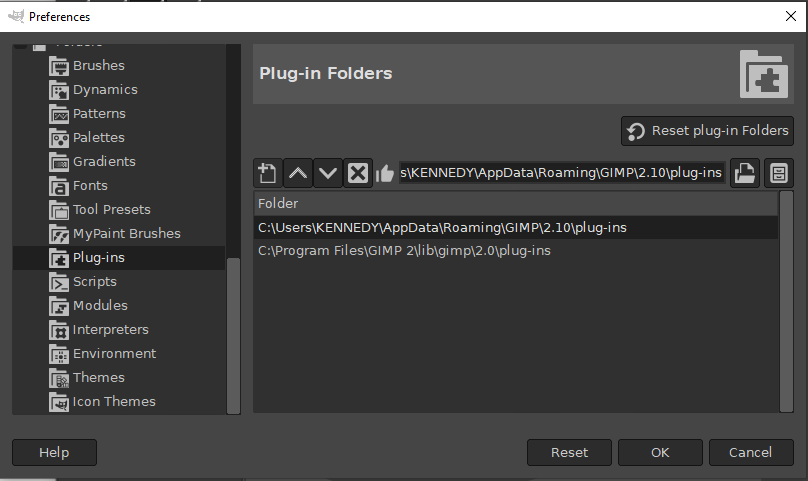 Preferences
Brushes
Dynamics
Patterns
Palettes
Gradients
Fonts
Tool Presets
MyPaint Brushes
Plug-ins
Scripts
Modules
Interpreters
Environment
Themes
Icon Themes
Plug-in Folders
Reset plug-in Folders
s\KENNEDY\AppData\Roaming\GIMP\2.10\plug-ins
Folder
C:\Users\KENNEDY\AppData\Roaming\GIMP\2.10\plug-ins
C:\Program Files\GIMP 2\lib\gimp\2.0\plug-ins
Help
Reset
OK
Cancel